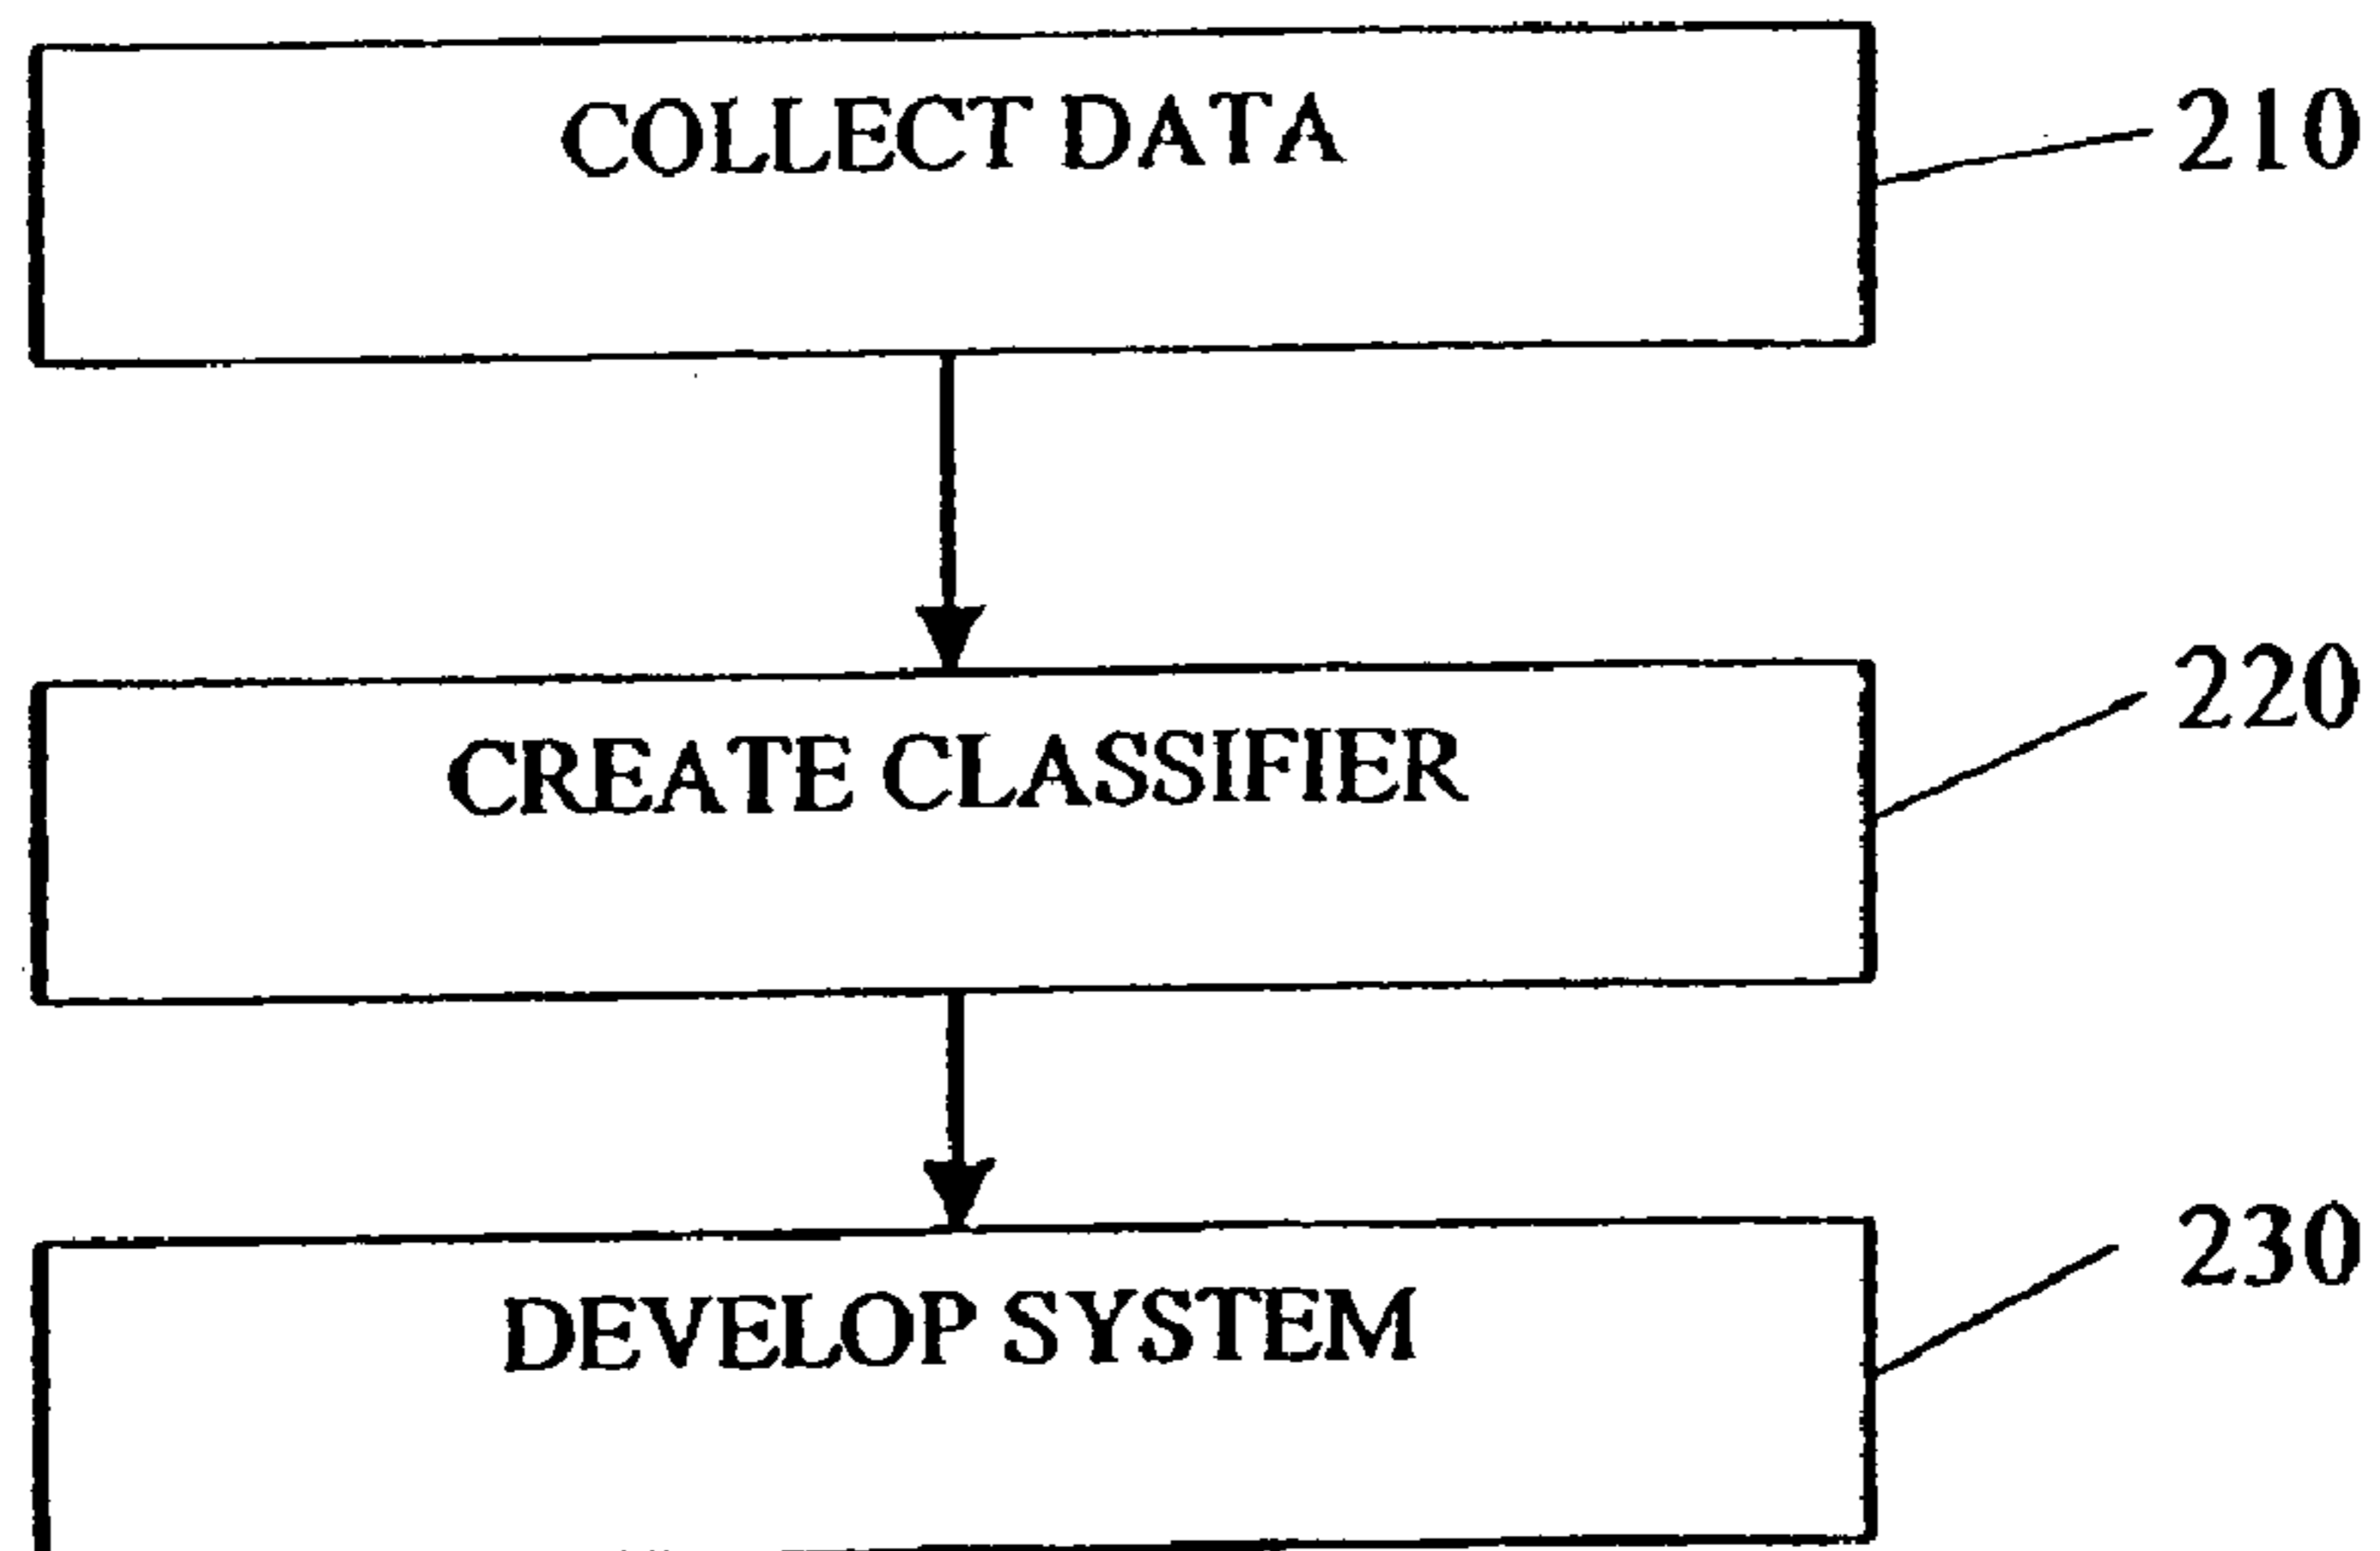 COLLECT DATA
210
CREATE CLASSIFIER
220
DEVELOP SYSTEM
230